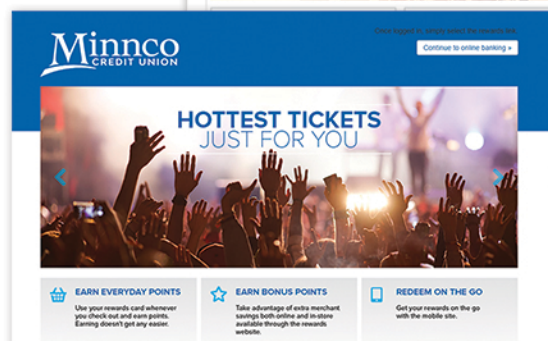 Minnco
CREDIT UNION
Once logged in, simply select the rewards link.
Continue to online banking »
HOTTEST TICKETS
JUST FOR YOU
EARN EVERYDAY POINTS
Use your rewards card whenever
you check out and earn points.
Earning doesn't get any easier.
EARN BONUS POINTS
Take advantage of extra merchant
savings both online and in-store
available through the rewards
website.
REDEEM ON THE GO
Get your rewards on the go
with the mobile site.